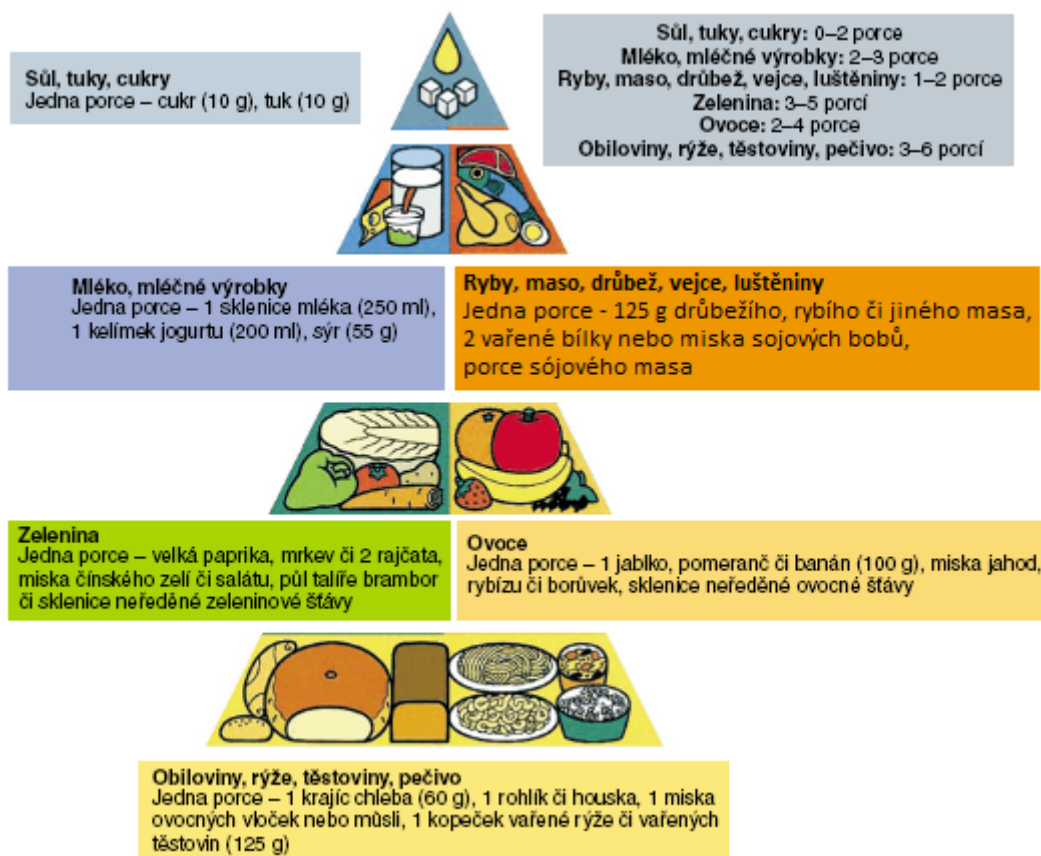 Sůl, tuky, cukry
Jedna porce – cukr (10 g), tuk (10 g)
Sůl, tuky, cukry: 0–2 porce
Mléko, mléčné výrobky: 2–3 porce
Ryby, maso, drůbež, vejce, luštěniny: 1–2 porce
Zelenina: 3–5 porcí
Ovoce: 2–4 porce
Obiloviny, rýže, těstoviny, pečivo: 3–6 porcí
Mléko, mléčné výrobky
Jedna porce – 1 sklenice mléka (250 ml),
1 kelímek jogurtu (200 ml), sýr (55 g)
Ryby, maso, drůbež, vejce, luštěniny
Jedna porce - 125 g drůbežího, rybího či jiného masa,
2 vařené bílky nebo miska sojových bobů,
porce sójového masa
Zelenina
Jedna porce – velká paprika, mrkev či 2 rajčata,
miska čínského zelí či salátu, půl talíře brambor
či sklenice neředěné zeleninové šťávy
Ovoce
Jedna porce – 1 jablko, pomeranč či banán (100 g), miska jahod,
rybízu či borůvek, sklenice neředěné ovocné šťávy
Obiloviny, rýže, těstoviny, pečivo
Jedna porce – 1 krajíc chleba (60 g), 1 rohlík či houska, 1 miska
ovocných vloček nebo műsli, 1 kopeček vařené rýže či vařených
těstovin (125 g)